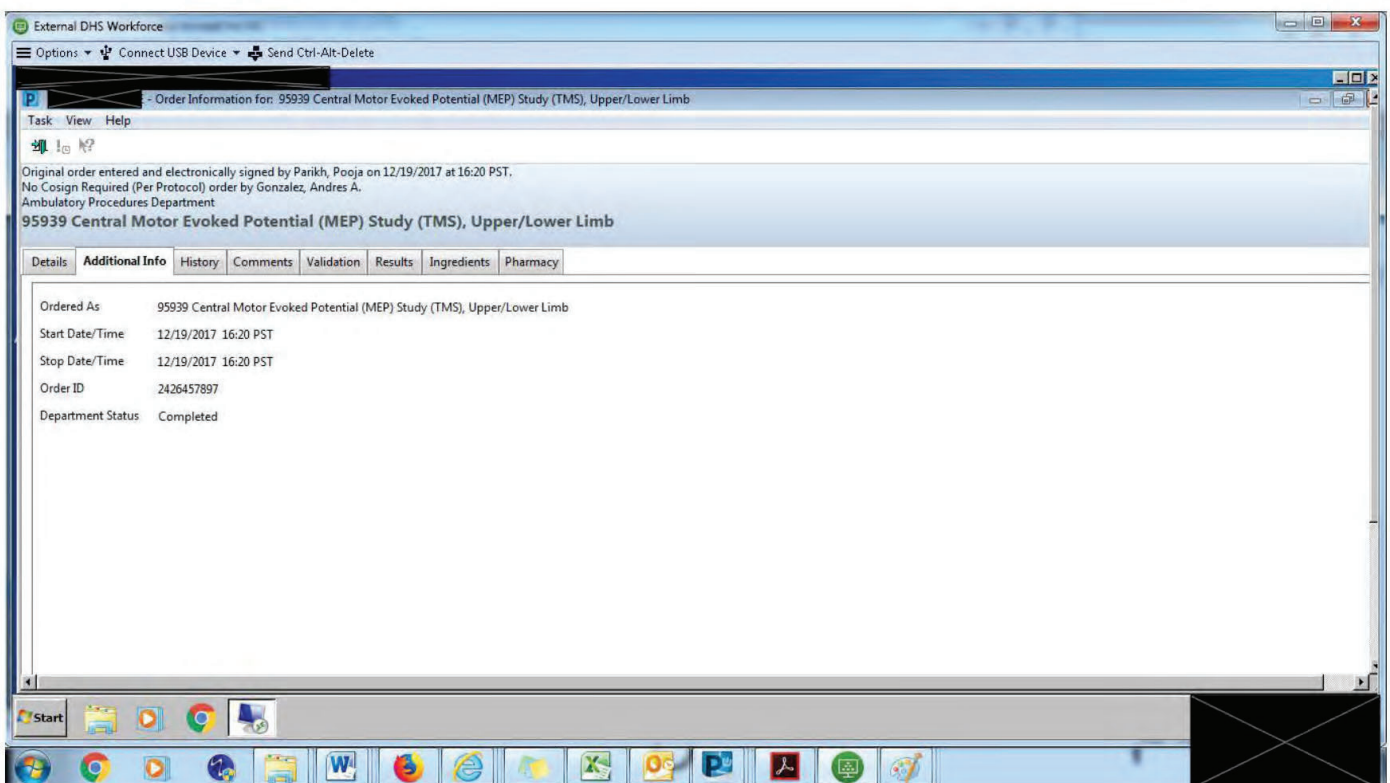 External DHS Workforce
Options Connect USB Device Send Ctrl-Alt-Delete
- Order Information for: 95939 Central Motor Evoked Potential (MEP) Study (TMS), Upper/Lower Limb
Task View Help
Original order entered and electronically signed by Parikh, Pooja on 12/19/2017 at 16:20 PST.
No Cosign Required (Per Protocol) order by Gonzalez, Andres A.
Ambulatory Procedures Department
95939 Central Motor Evoked Potential (MEP) Study (TMS), Upper/Lower Limb
Details Additional Info History Comments Validation Results Ingredients Pharmacy
Ordered As 95939 Central Motor Evoked Potential (MEP) Study (TMS), Upper/Lower Limb
Start Date/Time 12/19/2017 16:20 PST
Stop Date/Time 12/19/2017 16:20 PST
Order ID 2426457897
Department Status Completed
Start